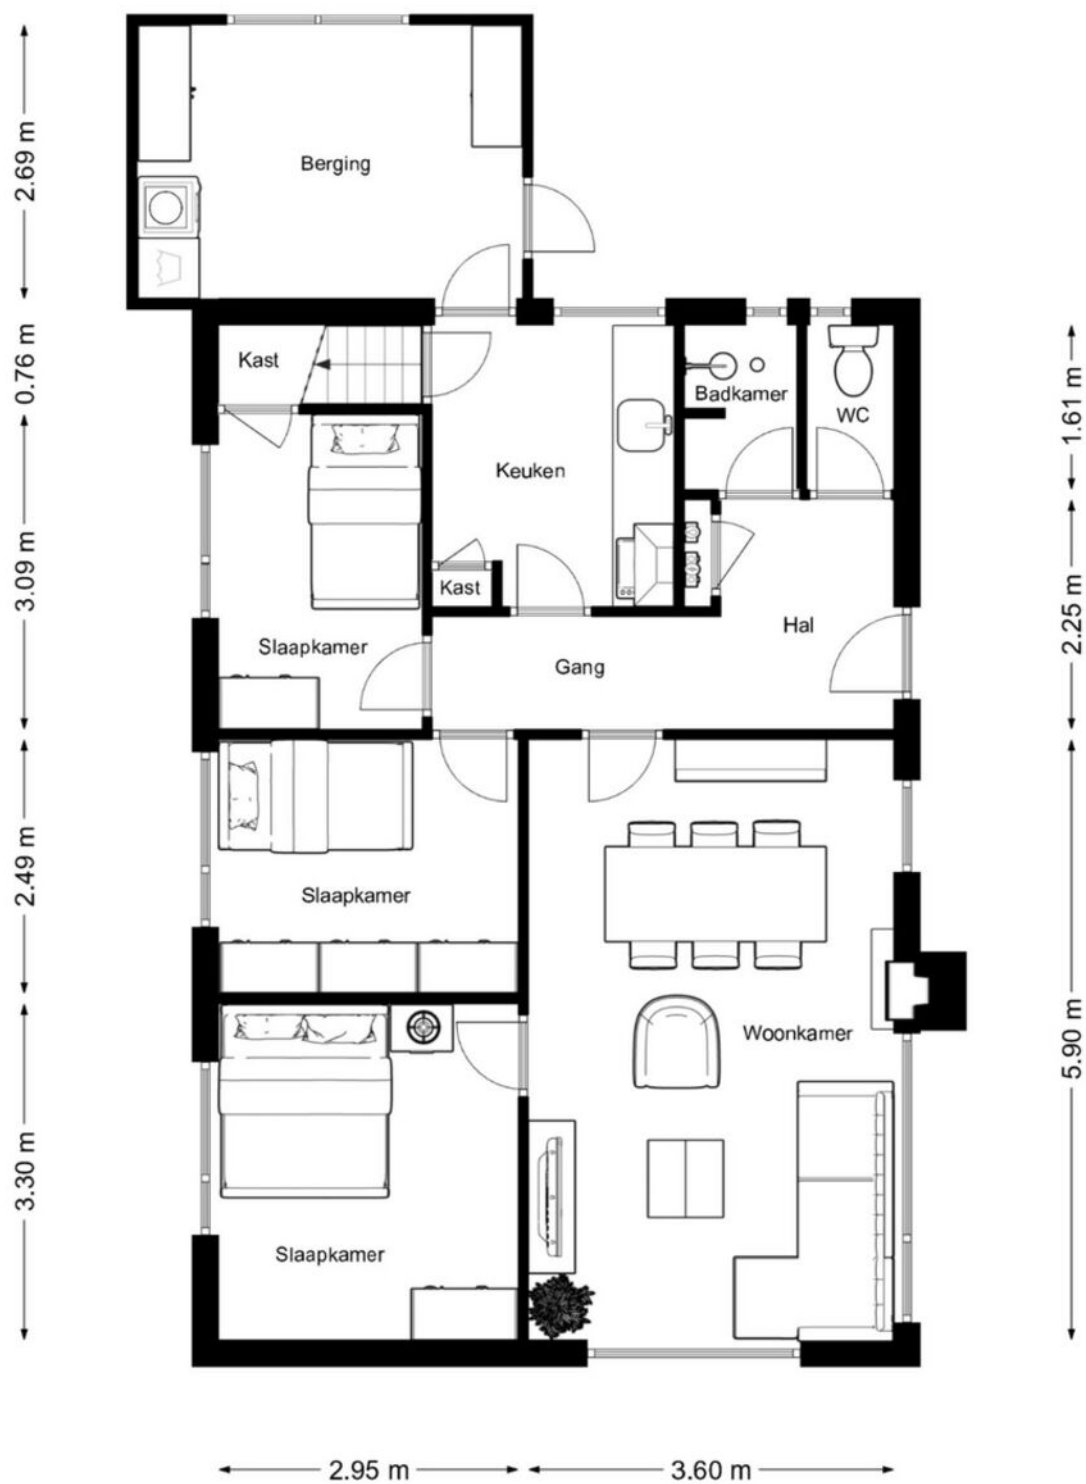 2.69 m
Berging
0.76 m
Kast
Badkamer
WC
1.61 m
Keuken
3.09 m
Kast
Hal
2.25 m
Slaapkamer
Gang
2.49 m
Slaapkamer
Woonkamer
5.90 m
3.30 m
Slaapkamer
2.95 m
3.60 m